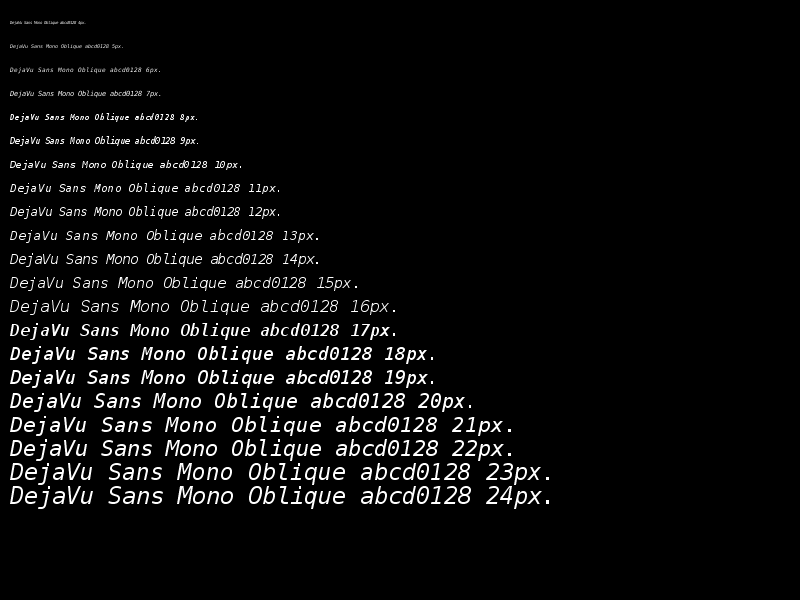 DejaVu Sans Mono Oblique abcd0128 4px.
DejaVu Sans Mono Oblique abcd0128 5px.
DejaVu Sans Mono Oblique abcd0128 6px.
DejaVu Sans Mono Oblique abcd0128 7px.
DejaVu Sans Mono Oblique abcd0128 8px.
DejaVu Sans Mono Oblique abcd0128 9px.
DejaVu Sans Mono Oblique abcd0128 10px.
DejaVu Sans Mono Oblique abcd0128 11px.
DejaVu Sans Mono Oblique abcd0128 12px.
DejaVu Sans Mono Oblique abcd0128 13px.
DejaVu Sans Mono Oblique abcd0128 14px.
DejaVu Sans Mono Oblique abcd0128 15px.
DejaVu Sans Mono Oblique abcd0128 16px.
DejaVu Sans Mono Oblique abcd0128 17px.
DejaVu Sans Mono Oblique abcd0128 18px.
DejaVu Sans Mono Oblique abcd0128 19px.
DejaVu Sans Mono Oblique abcd0128 20px.
DejaVu Sans Mono Oblique abcd0128 21px.
DejaVu Sans Mono Oblique abcd0128 22px.
DejaVu Sans Mono Oblique abcd0128 23px.
DejaVu Sans Mono Oblique abcd0128 24px.